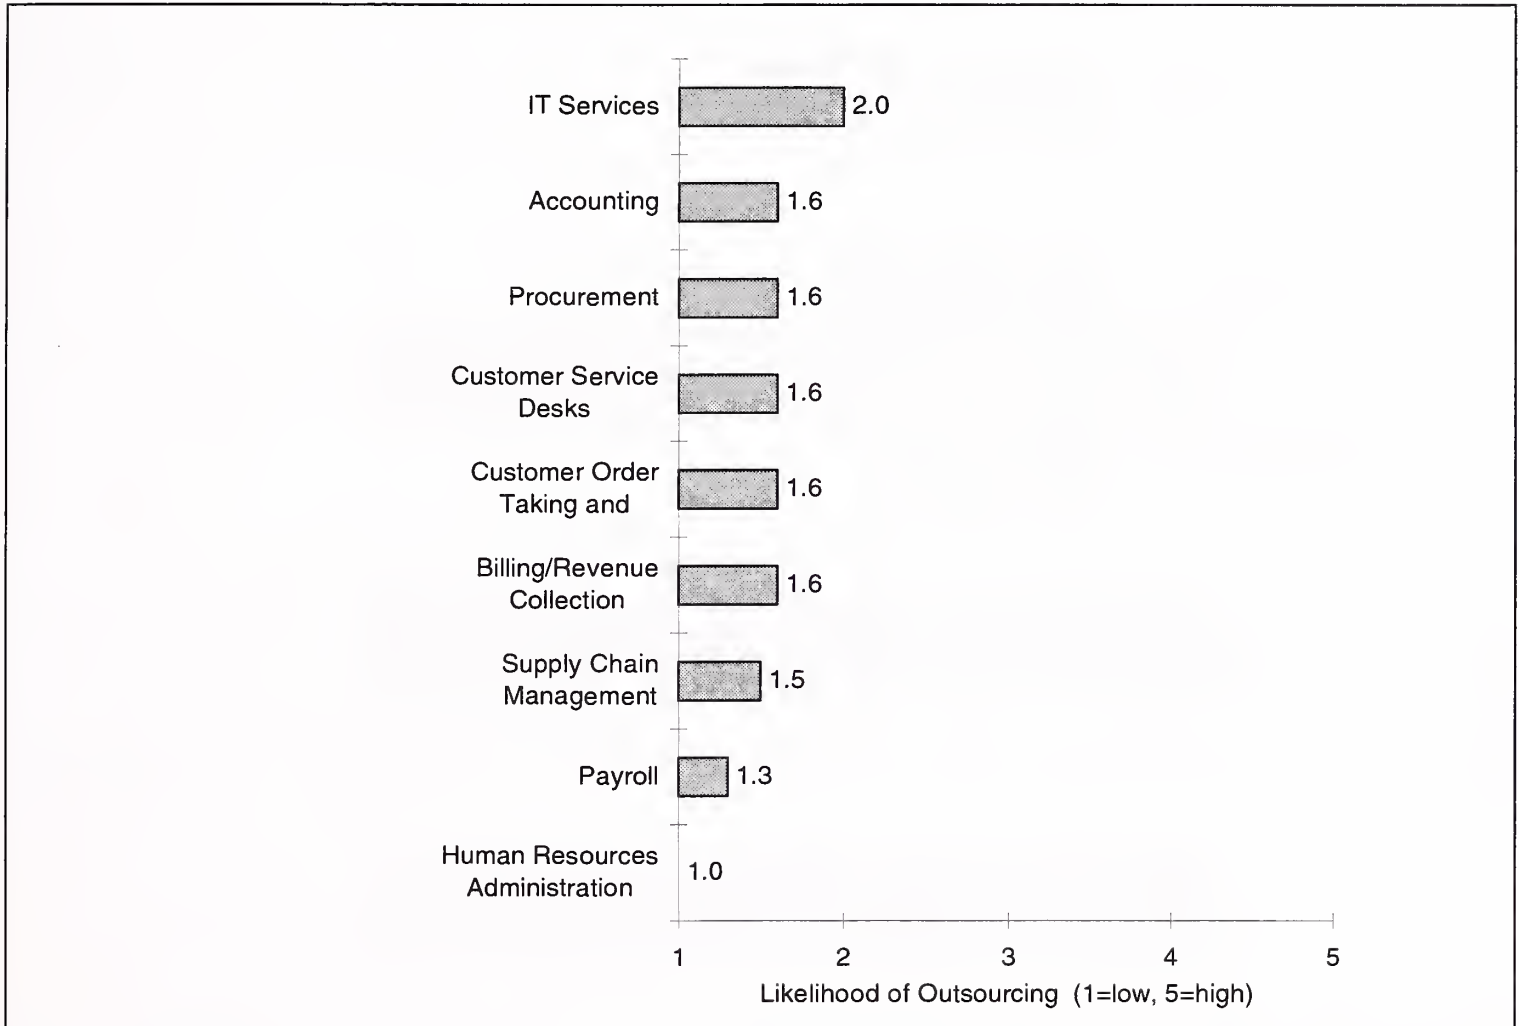 IT Services 2.0
Accounting 1.6
Procurement 1.6
Customer Service
Desks
1.6
Customer Order
Taking and
1.6
Billing/Revenue
Collection
1.6
Supply Chain
Management
1.5
Payroll 1.3
Human Resources
Administration
1.0
1 2 3 4 5
Likelihood of Outsourcing (1=low, 5=high)